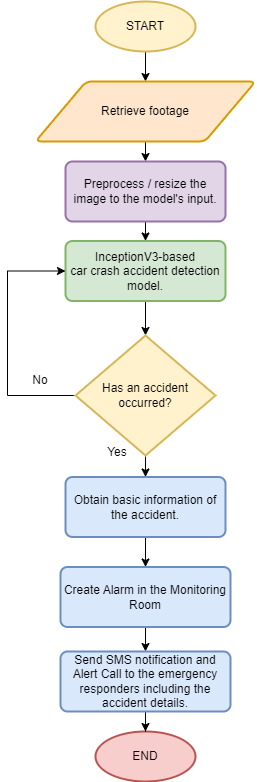 START
Retrieve footage
Preprocess / resize the
image to the model's input.
InceptionV3-based
car crash accident detection
model.
No
Has an accident
occurred?
Yes
Obtain basic information of
the accident.
Create Alarm in the Monitoring
Room
Send SMS notification and
Alert Call to the emergency
responders including the
accident details.
END